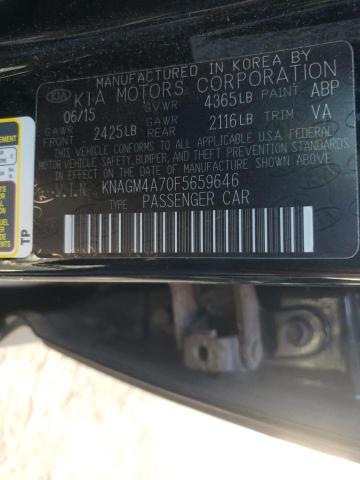 MANUFACTURED IN KOREA BY
KIA KIA MOTORS CORPORATION
06/15 GVWR 4365LB PAINT ABP
GAWR FRONT 2425LB GAWR REAR 2116LB TRIM VA
THIS VEHICLE CONFORMS TO ALL APPLICABLE FEDERAL
MOTOR VEHICLE SAFETY, BUMPER, AND THEFT PREVENTION STANDARDS
IN EFFECT ON THE DATE OF MANUFACTURE SHOWN ABOVE.
V.I.N. KNAGM4A70F5659646
TYPE PASSENGER CAR
TP